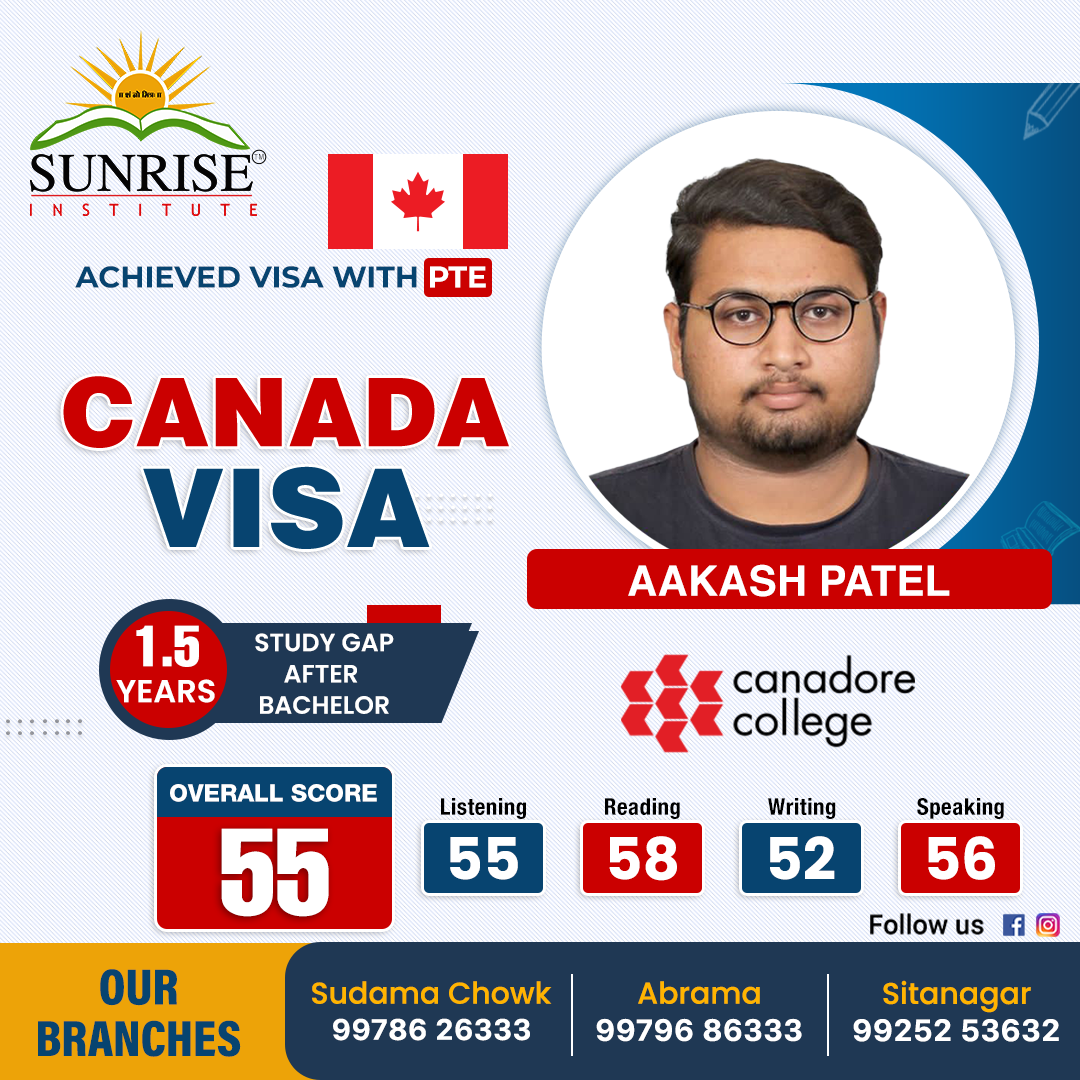 SUNRISE TM
INSTITUTE
ACHIEVED VISA WITH PTE
CANADA
VISA
AAKASH PATEL
1.5
YEARS
STUDY GAP
AFTER
BACHELOR
canadore
college
OVERALL SCORE
55
Listening
55
Reading
58
Writing
52
Speaking
56
Follow us
OUR
BRANCHES
Sudama Chowk
99786 26333
Abrama
99796 86333
Sitanagar
99252 53632